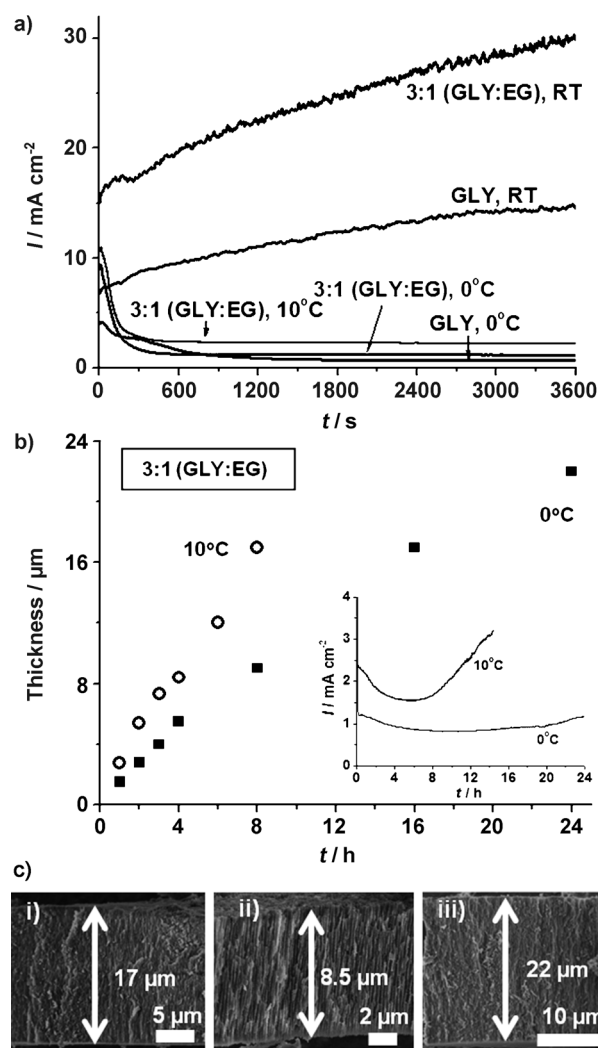 a)
30
20
10
0
I / mA cm⁻²
3:1 (GLY:EG), RT
GLY, RT
3:1 (GLY:EG), 10°C
3:1 (GLY:EG), 0°C
GLY, 0°C
0 600 1200 1800 2400 3000 3600
t / s
b)
24
16
8
0
Thickness / µm
3:1 (GLY:EG)
10°C
0°C
4
3
2
1
0
I / mA cm⁻²
10°C
0°C
0 4 8 12 16 20 24
t / h
0 4 8 12 16 20 24
t / h
c)
i)
17 µm
5 µm
ii)
8.5 µm
2 µm
iii)
22 µm
10 µm